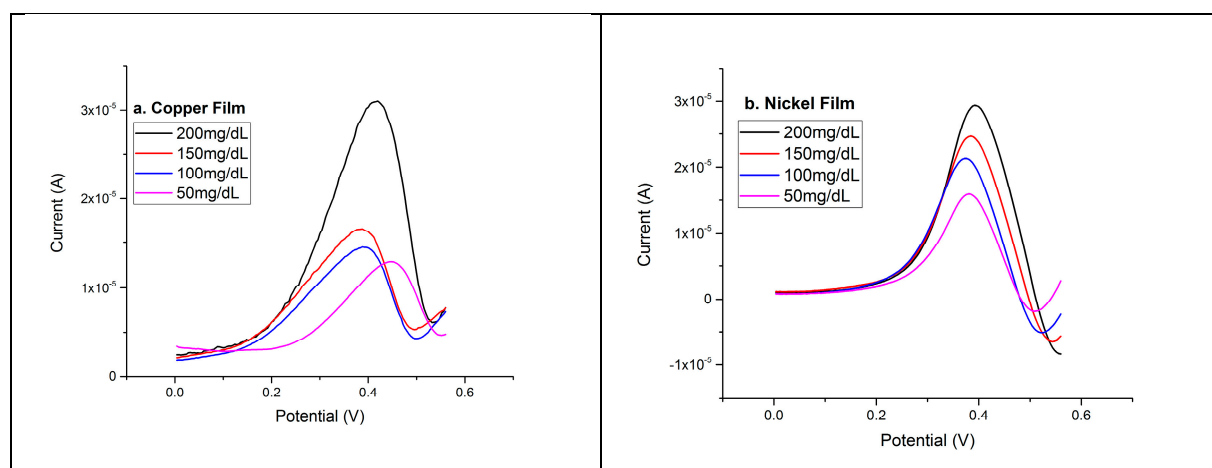 a. Copper Film
200mg/dL
150mg/dL
100mg/dL
50mg/dL
3x10⁻⁵
2x10⁻⁵
1x10⁻⁵
0
Current (A)
0.0 0.2 0.4 0.6
Potential (V)
b. Nickel Film
200mg/dL
150mg/dL
100mg/dL
50mg/dL
3x10⁻⁵
2x10⁻⁵
1x10⁻⁵
0
-1x10⁻⁵
Current (A)
0.0 0.2 0.4 0.6
Potential (V)